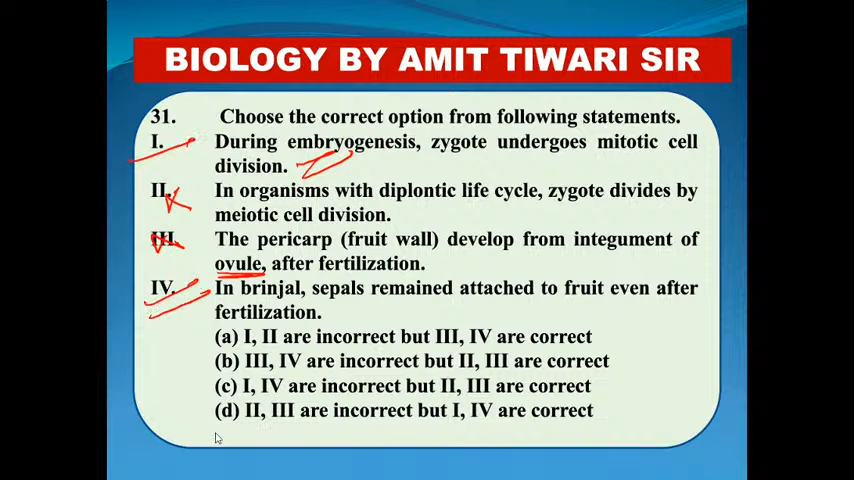 BIOLOGY BY AMIT TIWARI SIR
31. Choose the correct option from following statements.
I. During embryogenesis, zygote undergoes mitotic cell
division.
II. In organisms with diplontic life cycle, zygote divides by
meiotic cell division.
III. The pericarp (fruit wall) develop from integument of
ovule, after fertilization.
IV. In brinjal, sepals remained attached to fruit even after
fertilization.
(a) I, II are incorrect but III, IV are correct
(b) III, IV are incorrect but II, III are correct
(c) I, IV are incorrect but II, III are correct
(d) II, III are incorrect but I, IV are correct